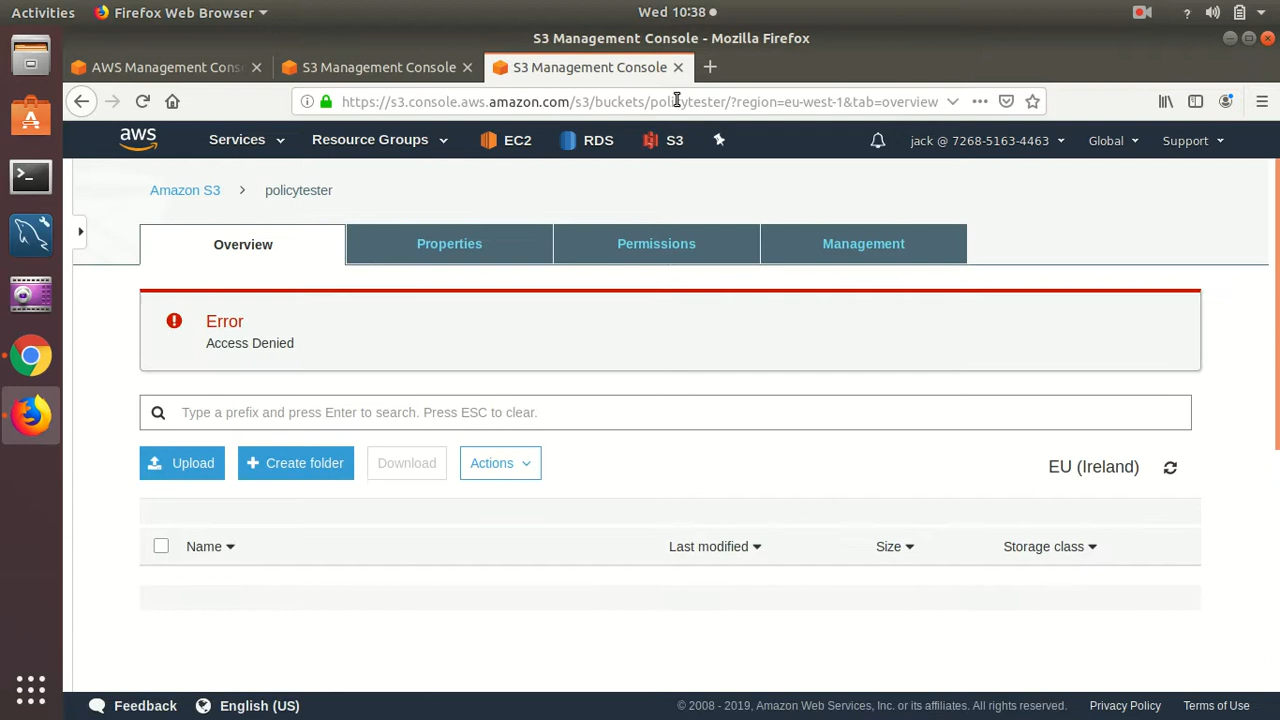 Activities Firefox Web Browser Wed 10:38 ?
S3 Management Console - Mozilla Firefox
AWS Management Cons S3 Management Console S3 Management Console
https://s3.console.aws.amazon.com/s3/buckets/policytester/?region=eu-west-1&tab=overview
aws Services Resource Groups EC2 RDS S3 jack @ 7268-5163-4463 Global Support
Amazon S3 > policytester
Overview Properties Permissions Management
Error
Access Denied
Type a prefix and press Enter to search. Press ESC to clear.
Upload Create folder Download Actions EU (Ireland)
Name Last modified Size Storage class
Feedback English (US) © 2008 - 2019, Amazon Web Services, Inc. or its affiliates. All rights reserved. Privacy Policy Terms of Use